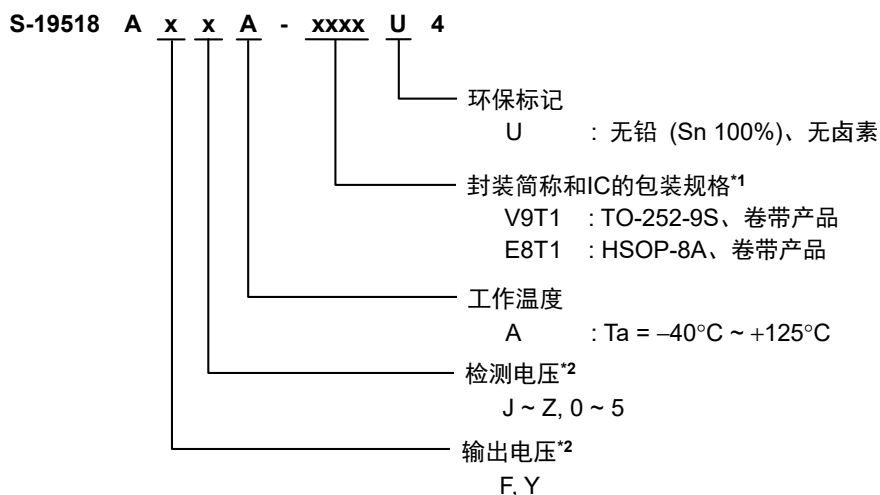 S-19518 A x x A - xxxx U 4
环保标记
U : 无铅 (Sn 100%)、无卤素
封装简称和IC的包装规格*1
V9T1 : TO-252-9S、卷带产品
E8T1 : HSOP-8A、卷带产品
工作温度
A : Ta = −40°C ~ +125°C
检测电压*2
J ~ Z, 0 ~ 5
输出电压*2
F, Y